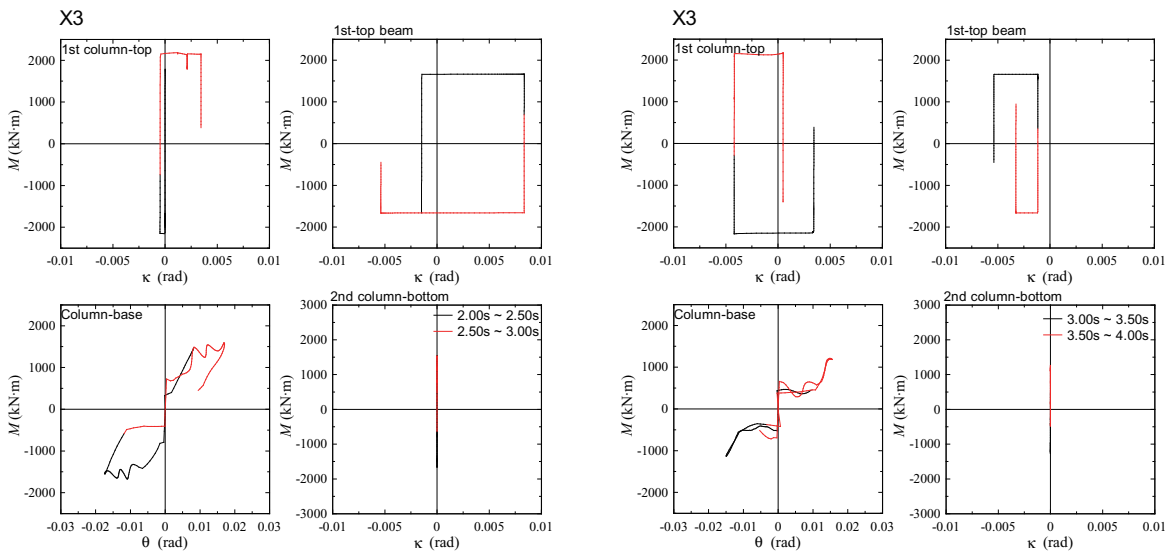 X3
1st column-top
2000
1000
0
-1000
-2000
M (kN·m)
-0.01 -0.005 0 0.005 0.01
κ (rad)
1st-top beam
2000
1000
0
-1000
-2000
M (kN·m)
-0.01 -0.005 0 0.005 0.01
κ (rad)
Column-base
2000
1000
0
-1000
-2000
M (kN·m)
-0.03 -0.02 -0.01 0 0.01 0.02 0.03
θ (rad)
2nd column-bottom
2.00s ~ 2.50s
2.50s ~ 3.00s
3000
2000
1000
0
-1000
-2000
-3000
M (kN·m)
-0.01 -0.005 0 0.005 0.01
κ (rad)
X3
1st column-top
2000
1000
0
-1000
-2000
M (kN·m)
-0.01 -0.005 0 0.005 0.01
κ (rad)
1st-top beam
2000
1000
0
-1000
-2000
M (kN·m)
-0.01 -0.005 0 0.005 0.01
κ (rad)
Column-base
2000
1000
0
-1000
-2000
M (kN·m)
-0.03 -0.02 -0.01 0 0.01 0.02 0.03
θ (rad)
2nd column-bottom
3.00s ~ 3.50s
3.50s ~ 4.00s
3000
2000
1000
0
-1000
-2000
-3000
M (kN·m)
-0.01 -0.005 0 0.005 0.01
κ (rad)